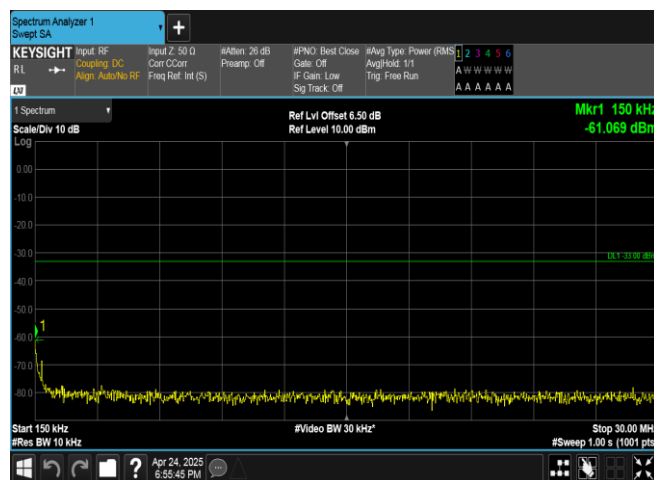 Spectrum Analyzer 1
Swept SA
+
KEYSIGHT Input: RF Input Z: 50 Ω #Atten: 26 dB #PNO: Best Close #Avg Type: Power (RMS 1 2 3 4 5 6
RL Coupling: DC Corr CCorr Preamp: Off Gate: Off Avg|Hold: 1/1 A W W W W W
Align: Auto/No RF Freq Ref: Int (S) IF Gain: Low Trig: Free Run
LXI Sig Track: Off A A A A A A
1 Spectrum Ref Lvl Offset 6.50 dB Mkr1 150 kHz
Scale/Div 10 dB Ref Level 10.00 dBm -61.069 dBm
Log
0.00
-10.0
-20.0
-30.0
DL1 -33.00 dBm
-40.0
-50.0
1
-60.0
-70.0
-80.0
Start 150 kHz #Video BW 30 kHz* Stop 30.00 MHz
#Res BW 10 kHz #Sweep 1.00 s (1001 pts
? Apr 24, 2025
6:55:45 PM